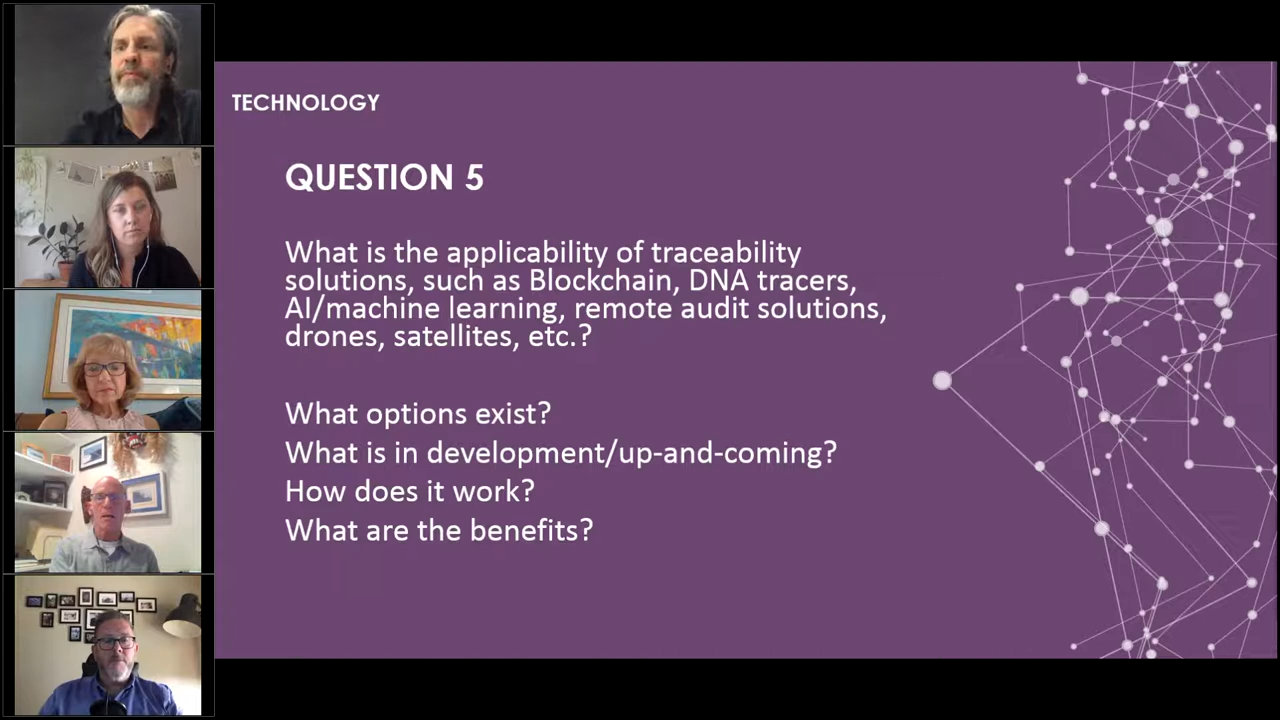 TECHNOLOGY
QUESTION 5
What is the applicability of traceability
solutions, such as Blockchain, DNA tracers,
AI/machine learning, remote audit solutions,
drones, satellites, etc.?
What options exist?
What is in development/up-and-coming?
How does it work?
What are the benefits?